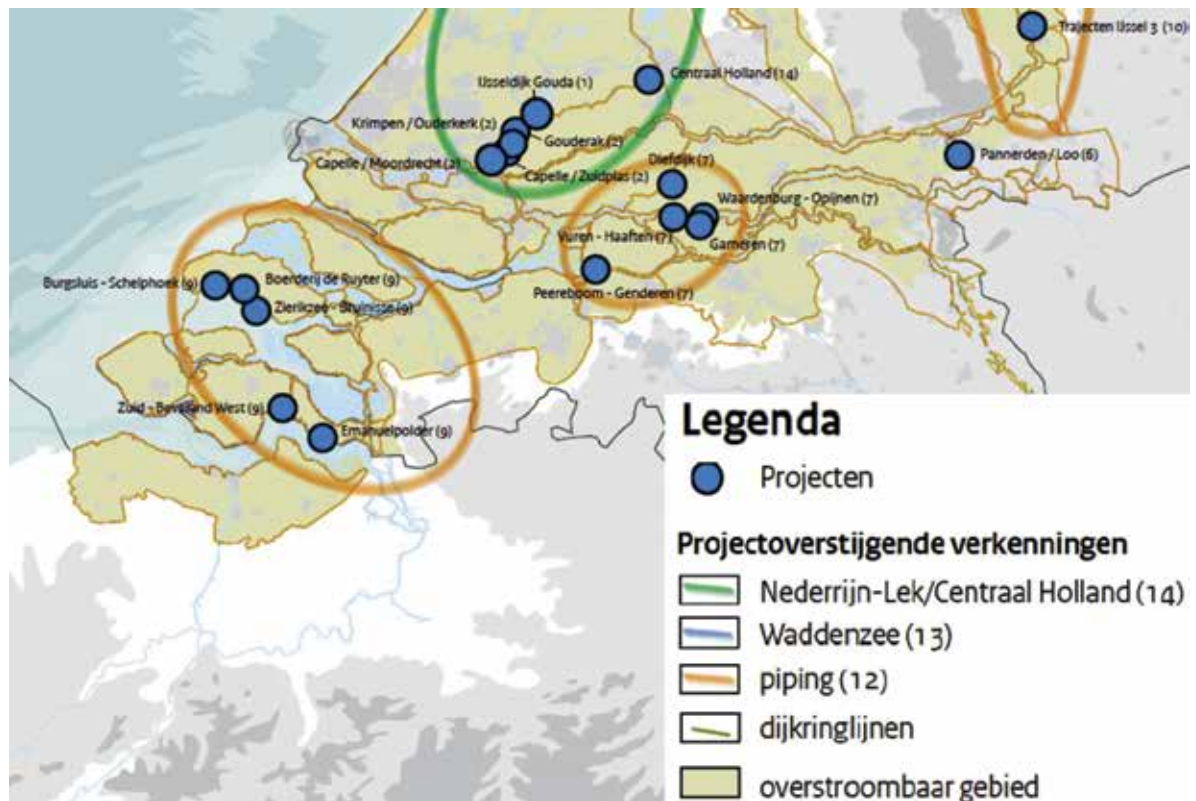 Trajecten IJssel 3 (10)
Centraal Holland (14)
IJsseldijk Gouda (1)
Krimpen / Ouderkerk (2)
Gouderak (2)
Capelle / Moordrecht (2)
Capelle / Zuidplas (2)
Diefdijk (7)
Pannerden / Loo (6)
Waardenburg - Opijnen (7)
Vuren - Haaften (7)
Gameren (7)
Peereboom - Genderen (7)
Burgsluis - Schelphoek (9)
Boerderij de Ruyter (9)
Zierikzee - Bruinisse (9)
Zuid - Beveland West (9)
Emanuelpolder (9)
Legenda
Projecten
Projectoverstijgende verkenningen
Nederrijn-Lek/Centraal Holland (14)
Waddenzee (13)
piping (12)
dijkringlijnen
overstroombaar gebied